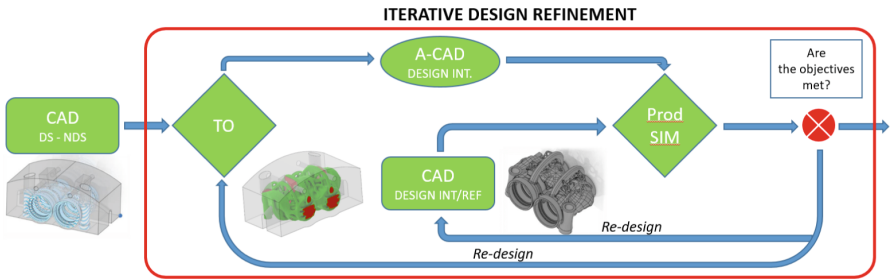 ITERATIVE DESIGN REFINEMENT
CAD
DS - NDS
TO
A-CAD
DESIGN INT.
CAD
DESIGN INT/REF
Prod
SIM
Are
the objectives
met?
Re-design
Re-design